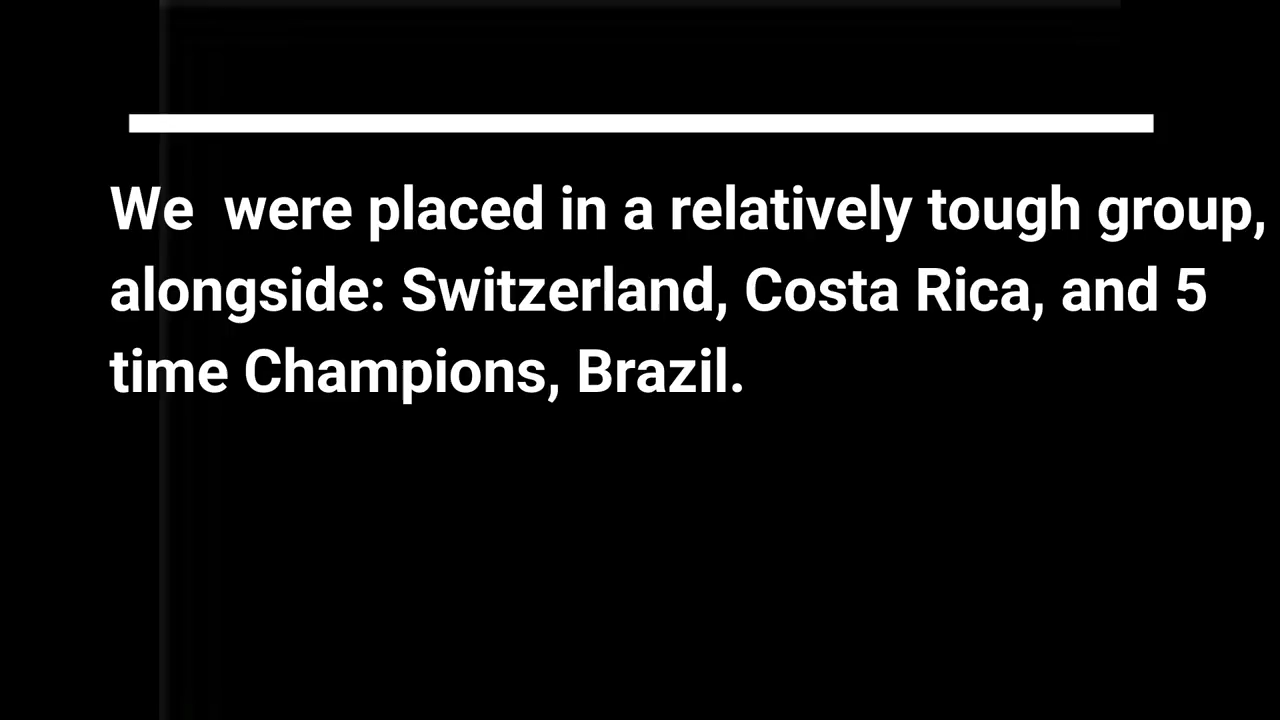 We  were placed in a relatively tough group,
alongside: Switzerland, Costa Rica, and 5
time Champions, Brazil.